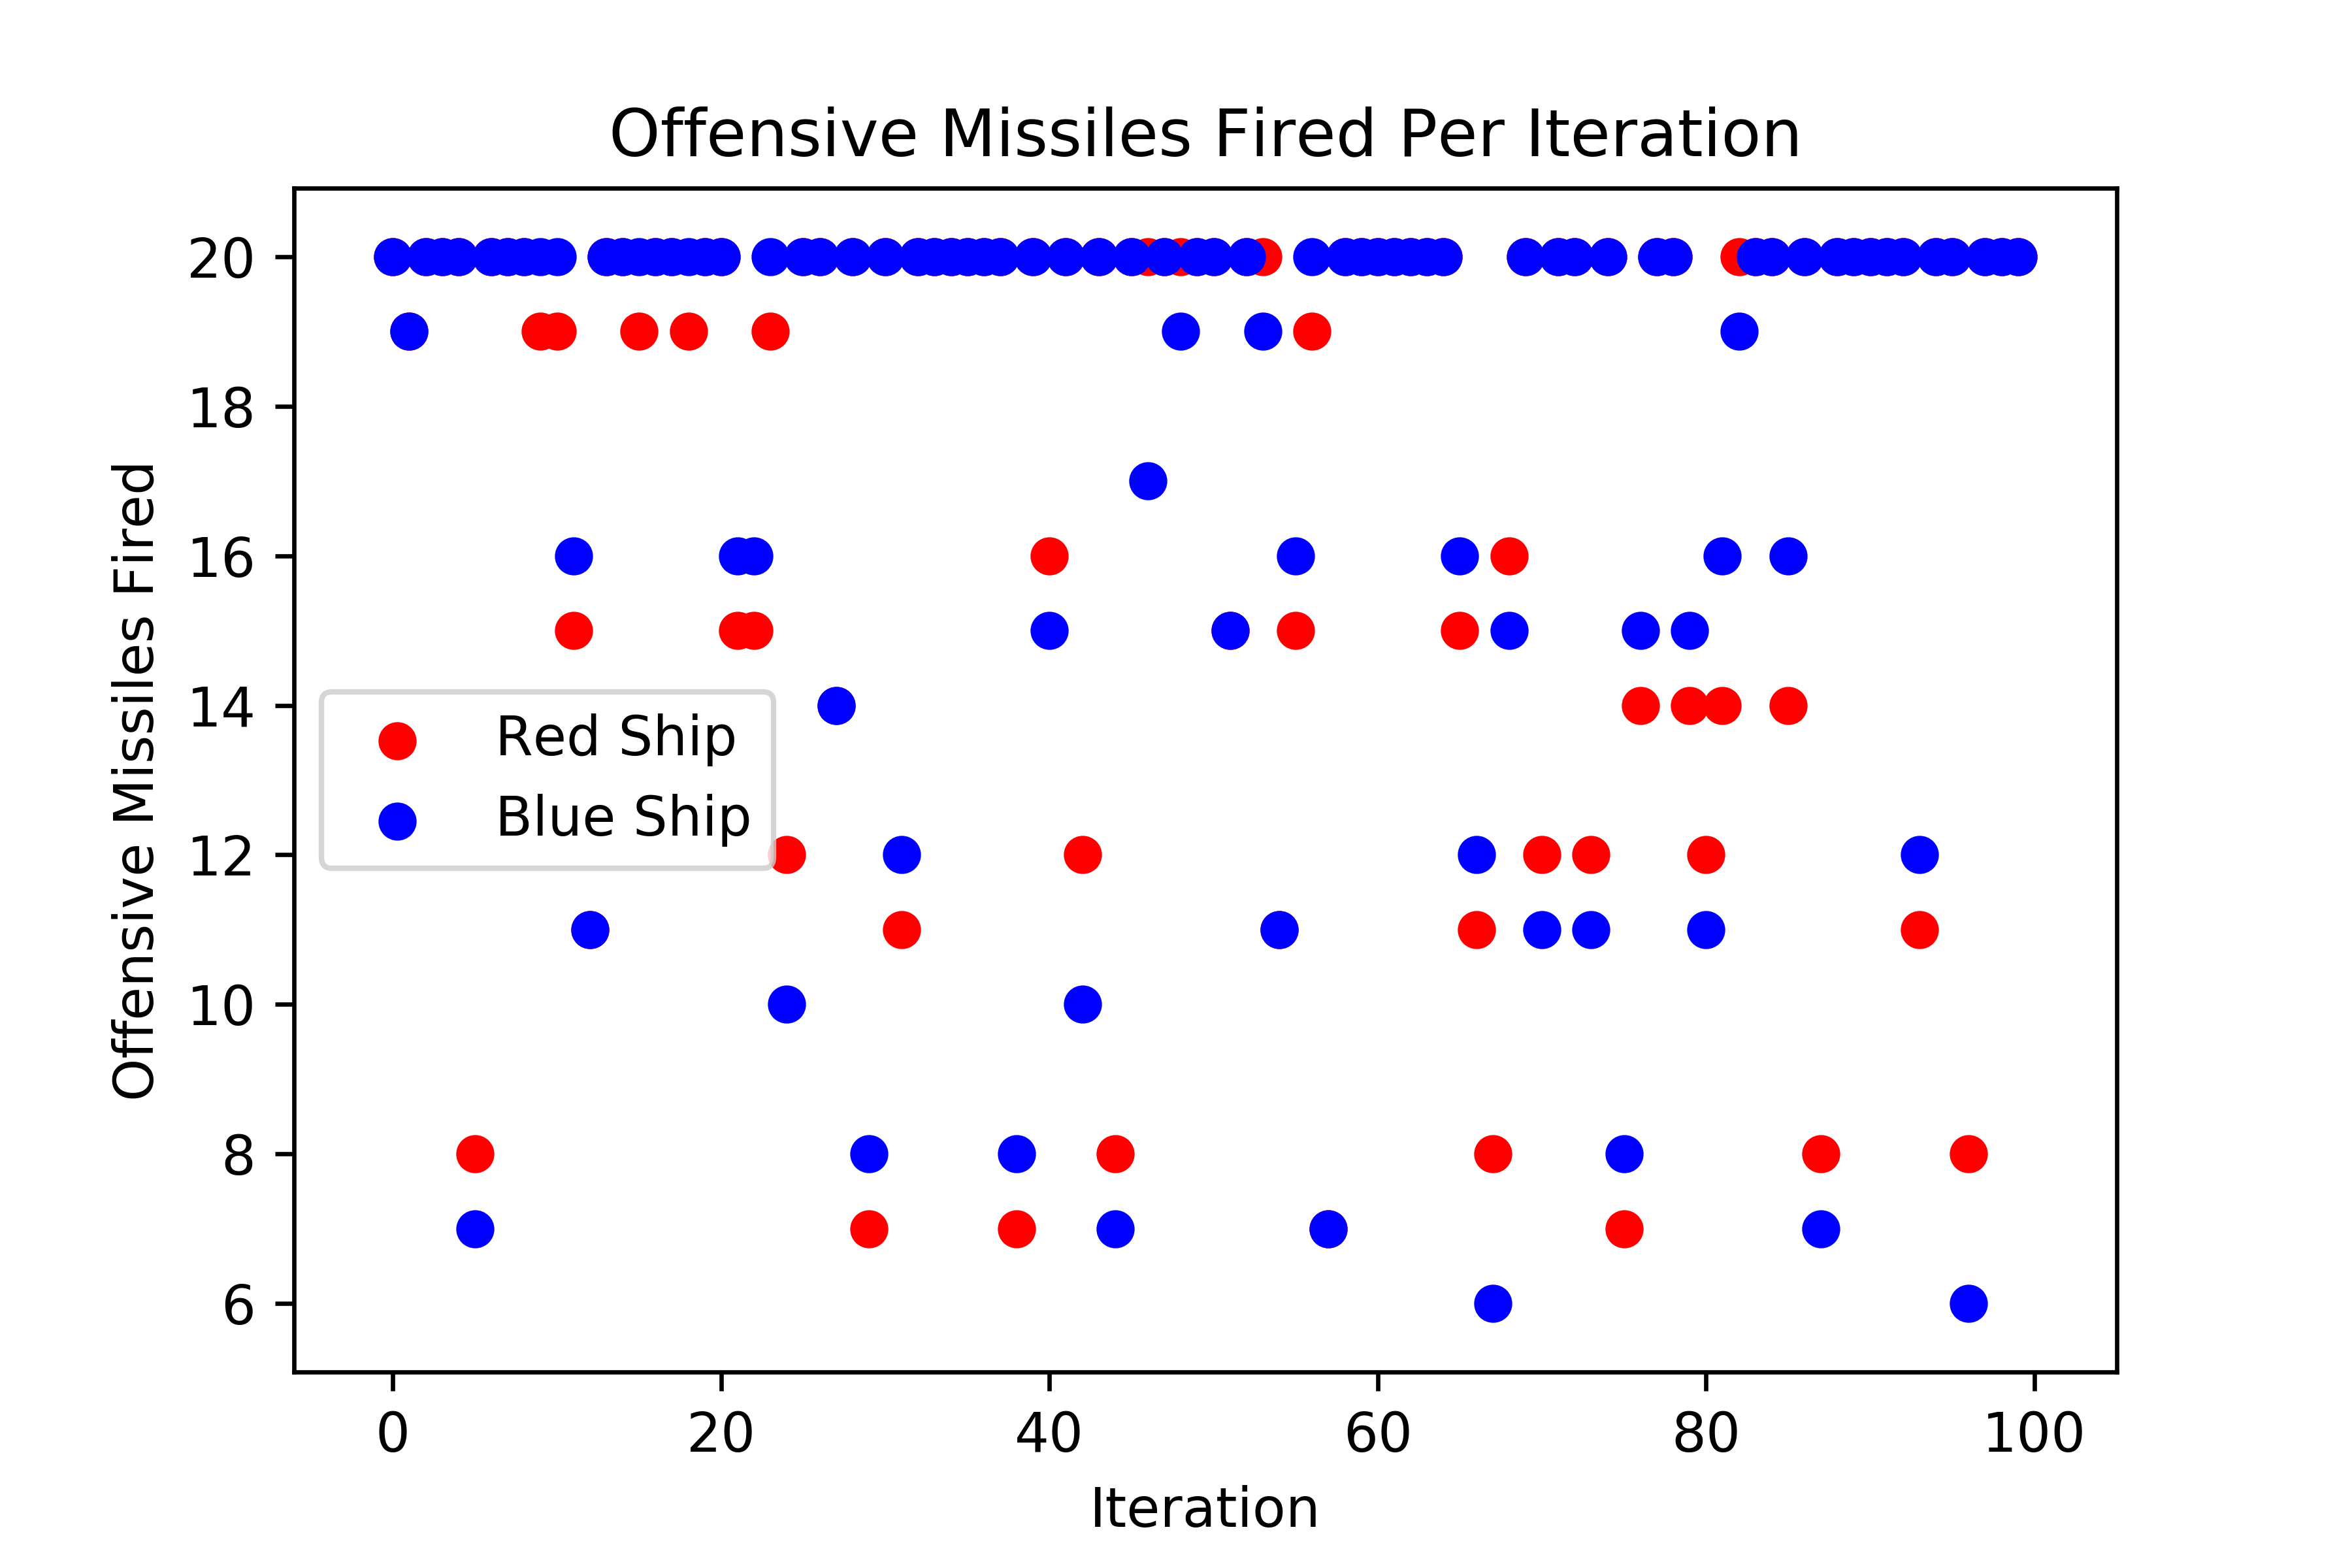 Offensive Missiles Fired Per Iteration
Offensive Missiles Fired
20
18
16
14
12
10
8
6
Red Ship
Blue Ship
0 20 40 60 80 100
Iteration